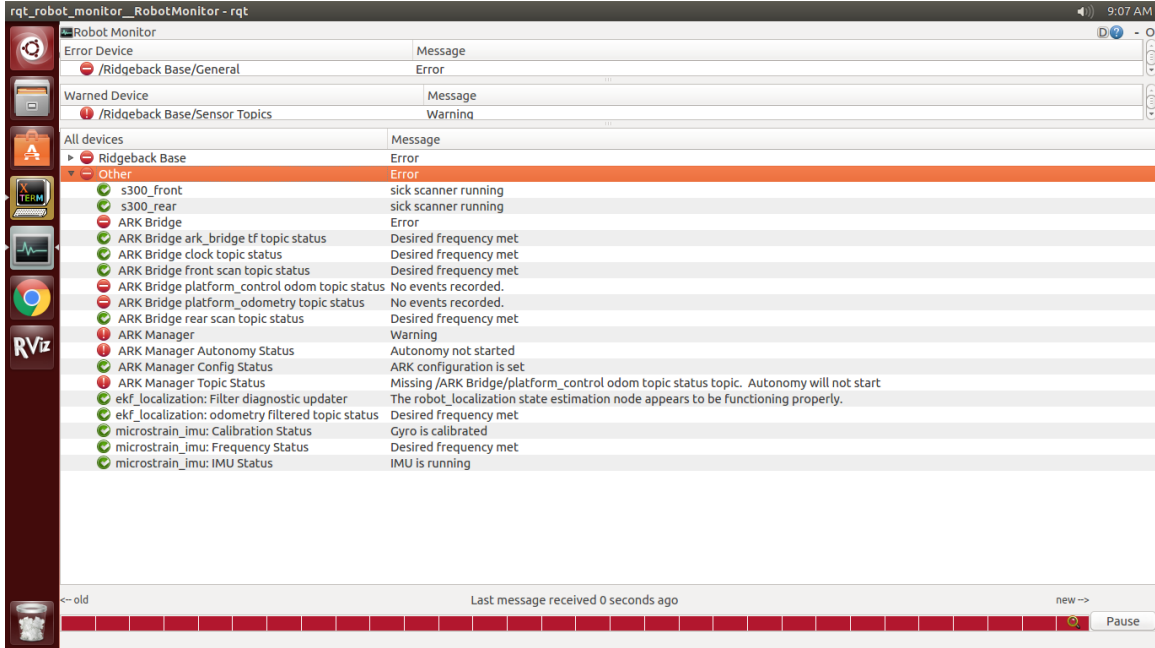 rqt_robot_monitor__RobotMonitor - rqt 9:07 AM
Robot Monitor D ? - O
Error Device Message
/Ridgeback Base/General Error
Warned Device Message
/Ridgeback Base/Sensor Topics Warning
All devices Message
Ridgeback Base Error
Other Error
s300_front sick scanner running
s300_rear sick scanner running
ARK Bridge Error
ARK Bridge ark_bridge tf topic status Desired frequency met
ARK Bridge clock topic status Desired frequency met
ARK Bridge front scan topic status Desired frequency met
ARK Bridge platform_control odom topic status No events recorded.
ARK Bridge platform_odometry topic status No events recorded.
ARK Bridge rear scan topic status Desired frequency met
ARK Manager Warning
ARK Manager Autonomy Status Autonomy not started
ARK Manager Config Status ARK configuration is set
ARK Manager Topic Status Missing /ARK Bridge/platform_control odom topic status topic. Autonomy will not start
ekf_localization: Filter diagnostic updater The robot_localization state estimation node appears to be functioning properly.
ekf_localization: odometry filtered topic status Desired frequency met
microstrain_imu: Calibration Status Gyro is calibrated
microstrain_imu: Frequency Status Desired frequency met
microstrain_imu: IMU Status IMU is running
X
TERM
RViz
<-- old Last message received 0 seconds ago new -->
Pause